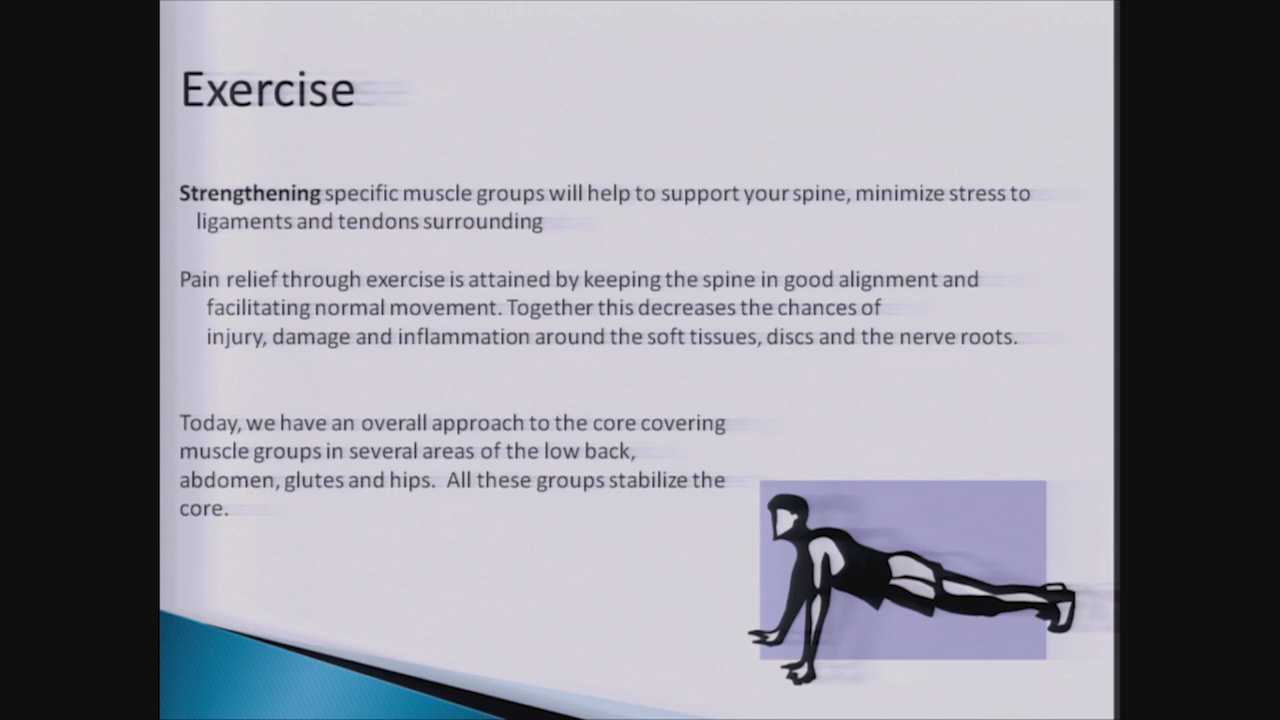 Exercise
Strengthening specific muscle groups will help to support your spine, minimize stress to
ligaments and tendons surrounding
Pain relief through exercise is attained by keeping the spine in good alignment and
facilitating normal movement. Together this decreases the chances of
injury, damage and inflammation around the soft tissues, discs and the nerve roots.
Today, we have an overall approach to the core covering
muscle groups in several areas of the low back,
abdomen, glutes and hips.  All these groups stabilize the
core.